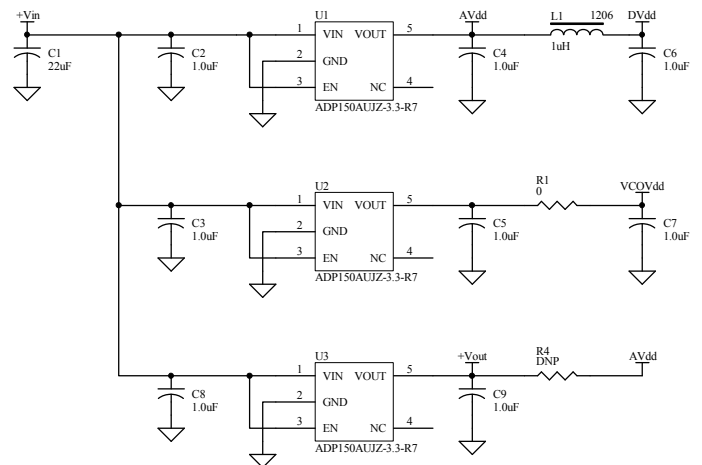 +Vin
C1
22uF
C2
1.0uF
U1
1
VIN
VOUT
5
2
GND
3
EN
NC
4
ADP150AUJZ-3.3-R7
AVdd
C4
1.0uF
L1
1206
1uH
DVdd
C6
1.0uF
C3
1.0uF
U2
1
VIN
VOUT
5
2
GND
3
EN
NC
4
ADP150AUJZ-3.3-R7
C5
1.0uF
R1
0
VCOVdd
C7
1.0uF
C8
1.0uF
U3
1
VIN
VOUT
5
2
GND
3
EN
NC
4
ADP150AUJZ-3.3-R7
+Vout
C9
1.0uF
R4
DNP
AVdd